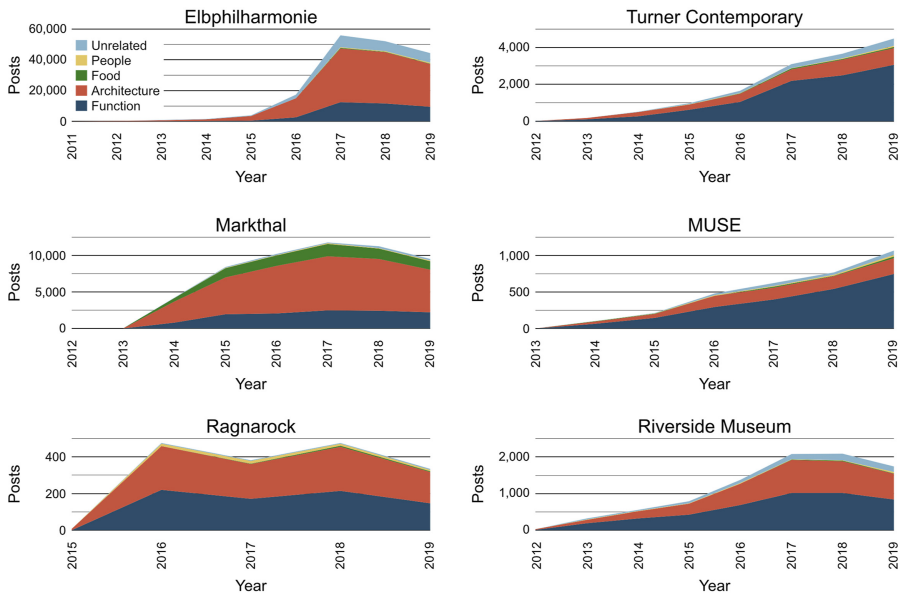 Elbphilharmonie
60,000
40,000
20,000
0
Posts
Unrelated
People
Food
Architecture
Function
2011 2012 2013 2014 2015 2016 2017 2018 2019
Year
Turner Contemporary
4,000
2,000
0
Posts
2012 2013 2014 2015 2016 2017 2018 2019
Year
Markthal
10,000
5,000
0
Posts
2012 2013 2014 2015 2016 2017 2018 2019
Year
MUSE
1,000
500
0
Posts
2013 2014 2015 2016 2017 2018 2019
Year
Ragnarock
400
200
0
Posts
2015 2016 2017 2018 2019
Year
Riverside Museum
2,000
1,000
0
Posts
2012 2013 2014 2015 2016 2017 2018 2019
Year